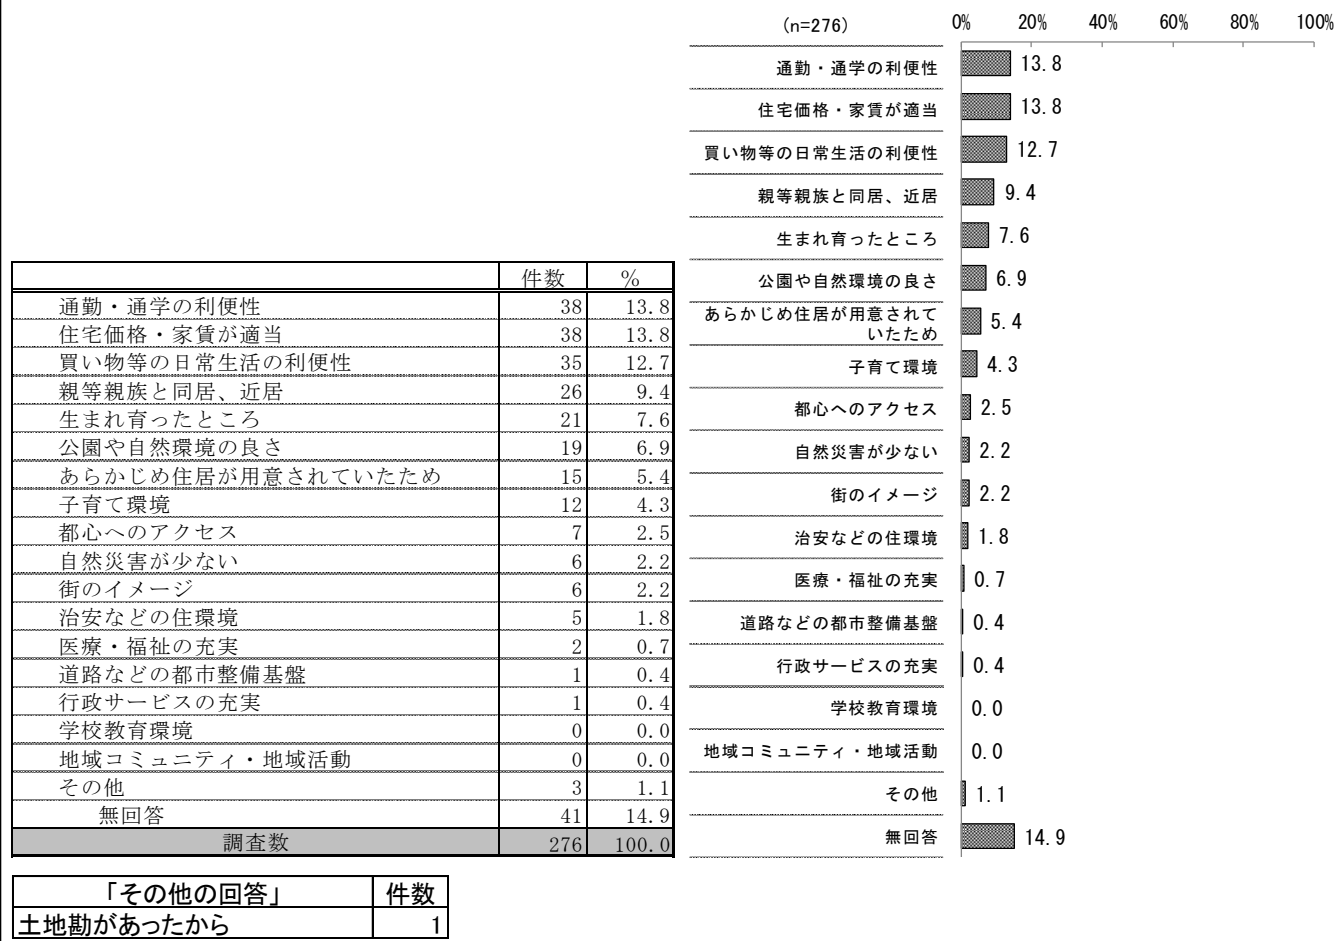 件数 %
通勤・通学の利便性 38 13.8
住宅価格・家賃が適当 38 13.8
買い物等の日常生活の利便性 35 12.7
親等親族と同居、近居 26 9.4
生まれ育ったところ 21 7.6
公園や自然環境の良さ 19 6.9
あらかじめ住居が用意されていたため 15 5.4
子育て環境 12 4.3
都心へのアクセス 7 2.5
自然災害が少ない 6 2.2
街のイメージ 6 2.2
治安などの住環境 5 1.8
医療・福祉の充実 2 0.7
道路などの都市整備基盤 1 0.4
行政サービスの充実 1 0.4
学校教育環境 0 0.0
地域コミュニティ・地域活動 0 0.0
その他 3 1.1
無回答 41 14.9
調査数 276 100.0
「その他の回答」 件数
土地勘があったから 1
(n=276) 0% 20% 40% 60% 80% 100%
通勤・通学の利便性 13.8
住宅価格・家賃が適当 13.8
買い物等の日常生活の利便性 12.7
親等親族と同居、近居 9.4
生まれ育ったところ 7.6
公園や自然環境の良さ 6.9
あらかじめ住居が用意されて
いたため 5.4
子育て環境 4.3
都心へのアクセス 2.5
自然災害が少ない 2.2
街のイメージ 2.2
治安などの住環境 1.8
医療・福祉の充実 0.7
道路などの都市整備基盤 0.4
行政サービスの充実 0.4
学校教育環境 0.0
地域コミュニティ・地域活動 0.0
その他 1.1
無回答 14.9